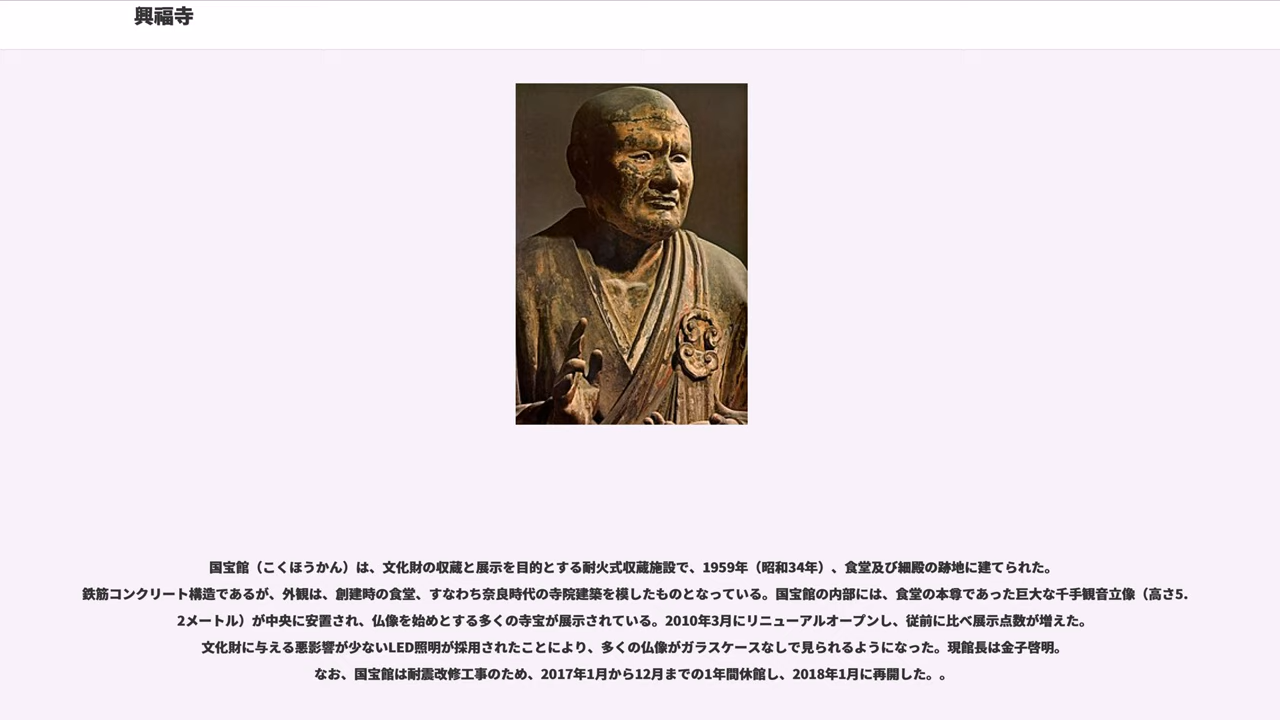 興福寺
国宝館（こくほうかん）は、文化財の収蔵と展示を目的とする耐火式収蔵施設で、1959年（昭和34年）、食堂及び細殿の跡地に建てられた。
鉄筋コンクリート構造であるが、外観は、創建時の食堂、すなわち奈良時代の寺院建築を模したものとなっている。国宝館の内部には、食堂の本尊であった巨大な千手観音立像（高さ5.
2メートル）が中央に安置され、仏像を始めとする多くの寺宝が展示されている。2010年3月にリニューアルオープンし、従前に比べ展示点数が増えた。
文化財に与える悪影響が少ないLED照明が採用されたことにより、多くの仏像がガラスケースなしで見られるようになった。現館長は金子啓明。
なお、国宝館は耐震改修工事のため、2017年1月から12月までの1年間休館し、2018年1月に再開した。。